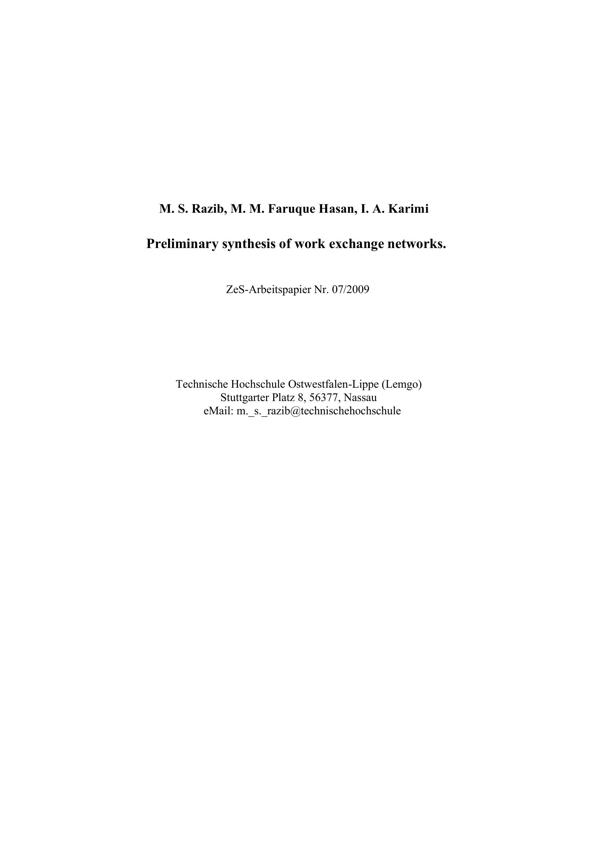 M. S. Razib, M. M. Faruque Hasan, I. A. Karimi
Preliminary synthesis of work exchange networks.
ZeS-Arbeitspapier Nr. 07/2009
Technische Hochschule Ostwestfalen-Lippe (Lemgo)
Stuttgarter Platz 8, 56377, Nassau
eMail: m._s._razib@technischehochschule